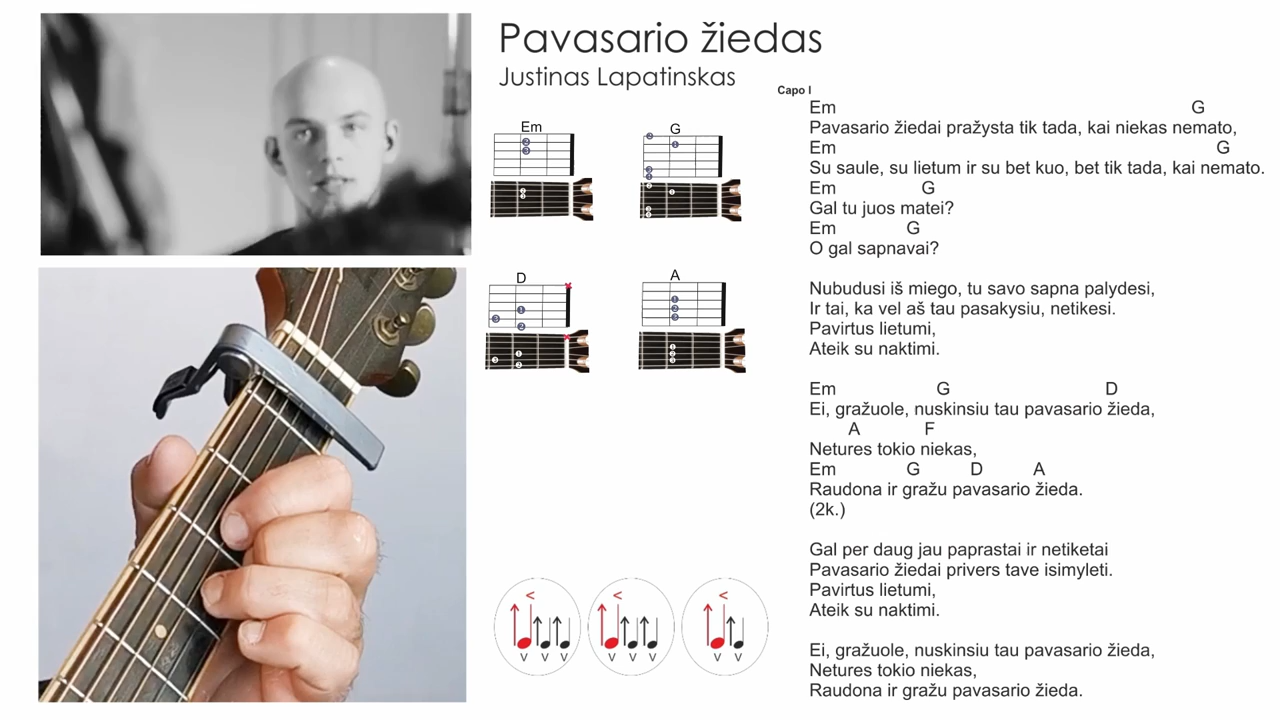 Pavasario žiedas
Justinas Lapatinskas
Em
G
D
A
Capo I
Em G
Pavasario žiedai pražysta tik tada, kai niekas nemato,
Em G
Su saule, su lietum ir su bet kuo, bet tik tada, kai nemato.
Em G
Gal tu juos matei?
Em G
O gal sapnavai?
Nubudusi iš miego, tu savo sapna palydesi,
Ir tai, ka vel aš tau pasakysiu, netikesi.
Pavirtus lietumi,
Ateik su naktimi.
Em G D
Ei, gražuole, nuskinsiu tau pavasario žieda,
A F
Netures tokio niekas,
Em G D A
Raudona ir gražu pavasario žieda.
(2k.)
Gal per daug jau paprastai ir netiketai
Pavasario žiedai privers tave isimyleti.
Pavirtus lietumi,
Ateik su naktimi.
Ei, gražuole, nuskinsiu tau pavasario žieda,
Netures tokio niekas,
Raudona ir gražu pavasario žieda.